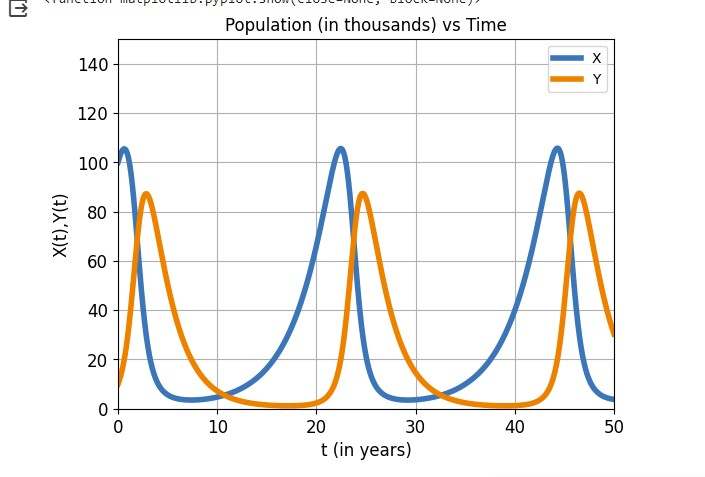 <function matplotlib.pyplot.show(close=None, block=None)>
Population (in thousands) vs Time
X
Y
140
120
100
80
60
40
20
0
X(t),Y(t)
0 10 20 30 40 50
t (in years)